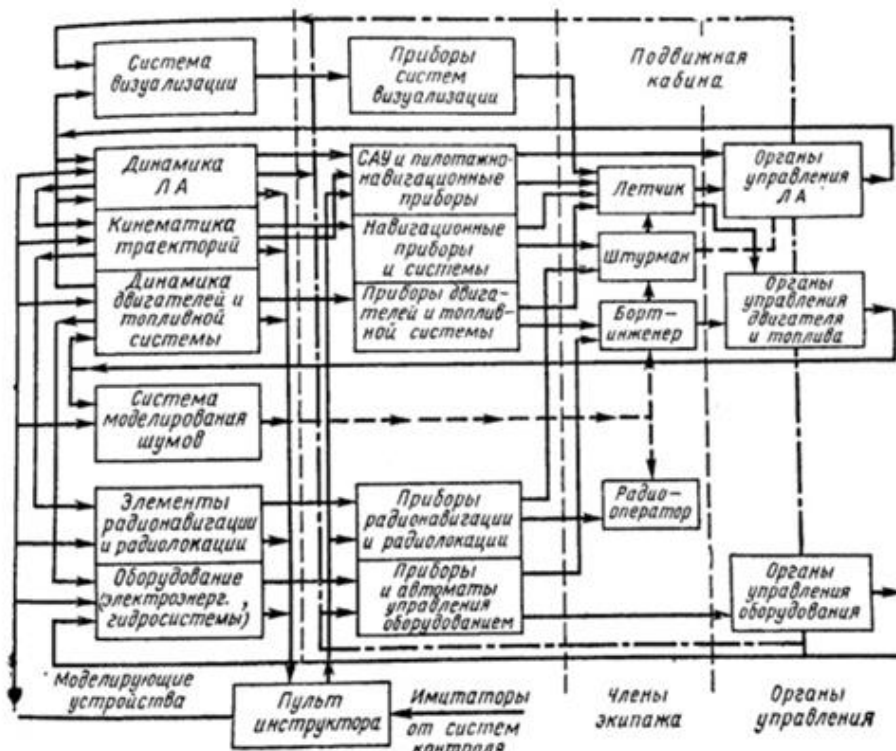 Система
визуализации
Приборы
систем
визуализации
Подвижная
кабина
Динамика
ЛА
Кинематика
траекторий
Динамика
двигателей и
топливной
системы
САУ и пилотажно-
навигационные
приборы
Навигационные
приборы
и системы
Приборы двига-
телей и топлив-
ной системы
Летчик
Штурман
Борт-
инженер
Органы
управления
ЛА
Органы
управления
двигателя
и топлива
Система
моделирования
шумов
Элементы
радионавигации
и радиолокации
Оборудование
(электроэнерг.,
гидросистемы)
Приборы
радионавигации
и радиолокации
Приборы
и автоматы
управления
оборудованием
Радио-
оператор
Органы
управления
оборудования
Моделирующие
устройства
Пульт
инструктора
Имитаторы
от систем
контроля
Члены
экипажа
Органы
управления